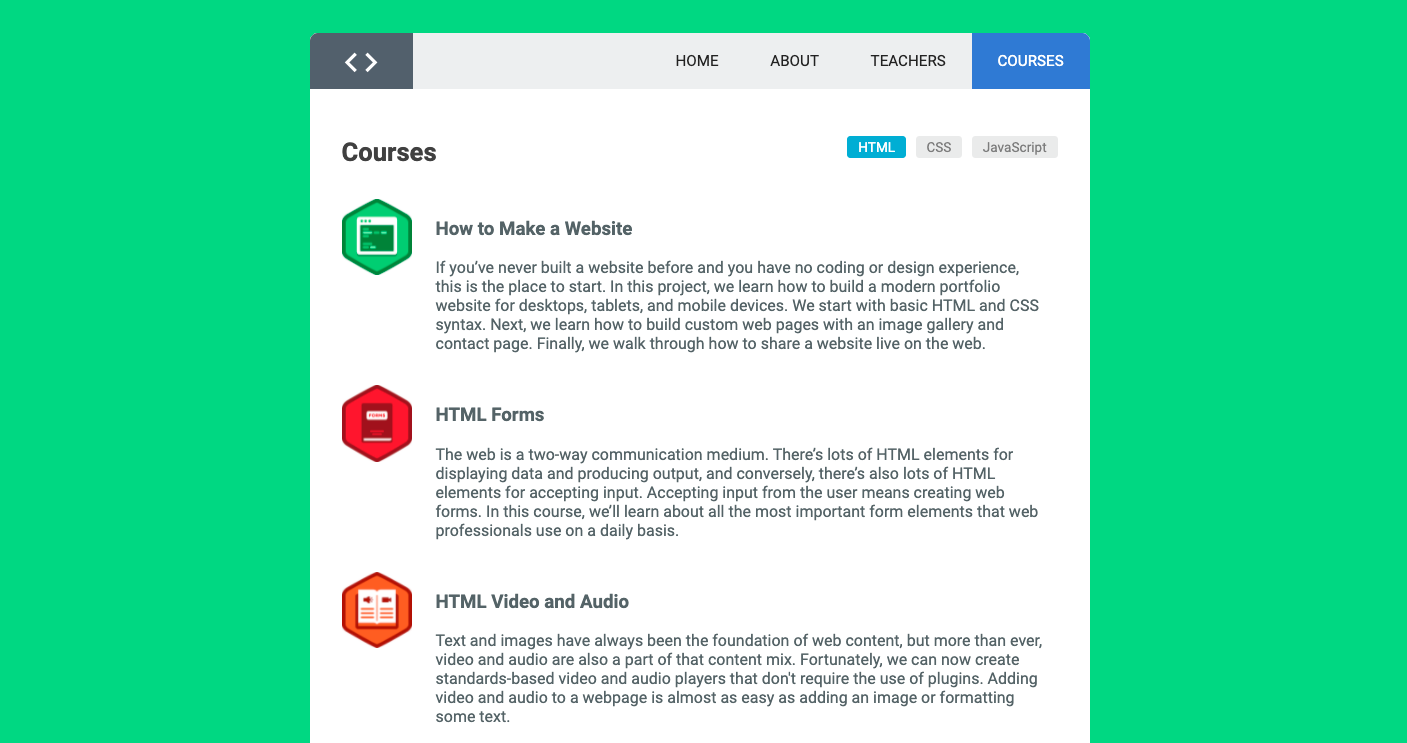 HOME ABOUT TEACHERS COURSES
Courses
HTML CSS JavaScript
How to Make a Website
If you’ve never built a website before and you have no coding or design experience,
this is the place to start. In this project, we learn how to build a modern portfolio
website for desktops, tablets, and mobile devices. We start with basic HTML and CSS
syntax. Next, we learn how to build custom web pages with an image gallery and
contact page. Finally, we walk through how to share a website live on the web.
FORMS
HTML Forms
The web is a two-way communication medium. There’s lots of HTML elements for
displaying data and producing output, and conversely, there’s also lots of HTML
elements for accepting input. Accepting input from the user means creating web
forms. In this course, we’ll learn about all the most important form elements that web
professionals use on a daily basis.
HTML Video and Audio
Text and images have always been the foundation of web content, but more than ever,
video and audio are also a part of that content mix. Fortunately, we can now create
standards-based video and audio players that don't require the use of plugins. Adding
video and audio to a webpage is almost as easy as adding an image or formatting
some text.